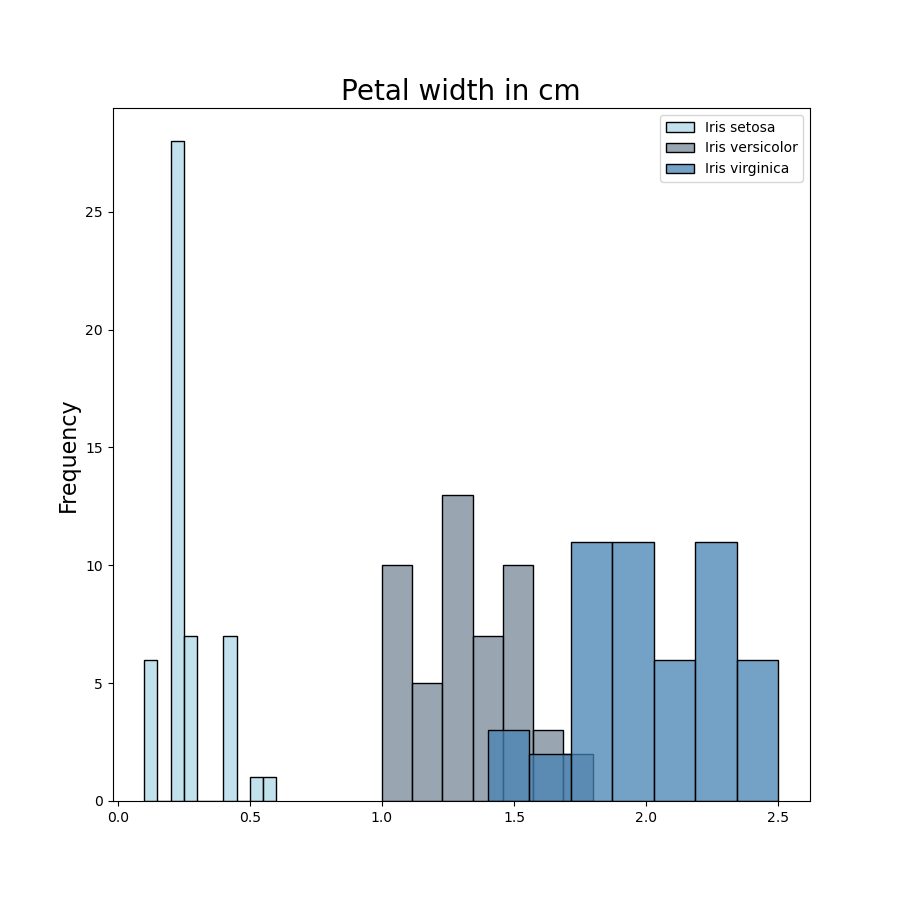 Petal width in cm
Iris setosa
Iris versicolor
Iris virginica
Frequency
25
20
15
10
5
0
0.0 0.5 1.0 1.5 2.0 2.5